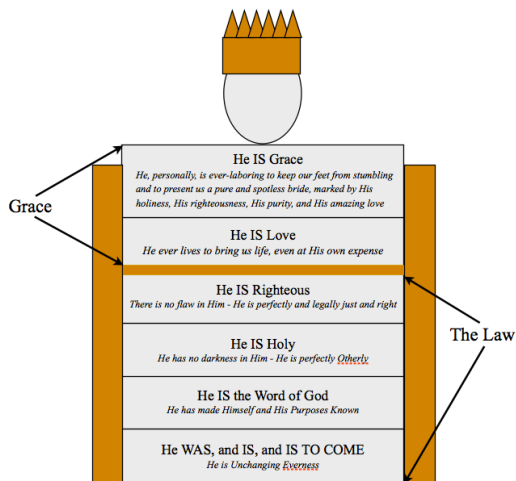 He IS Grace
He, personally, is ever-laboring to keep our feet from stumbling
and to present us a pure and spotless bride, marked by His
holiness, His righteousness, His purity, and His amazing love
Grace
He IS Love
He ever lives to bring us life, even at His own expense
He IS Righteous
There is no flaw in Him - He is perfectly and legally just and right
The Law
He IS Holy
He has no darkness in Him - He is perfectly Otherly
He IS the Word of God
He has made Himself and His Purposes Known
He WAS, and IS, and IS TO COME
He is Unchanging Everness